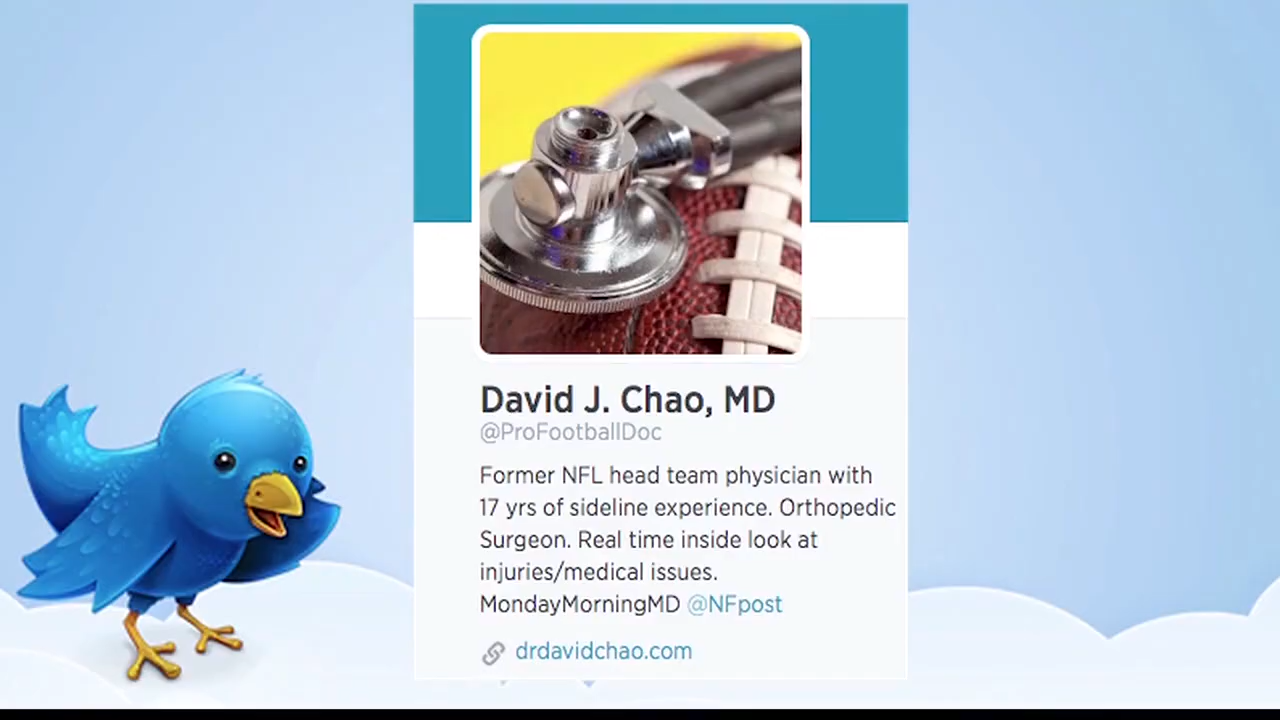 David J. Chao, MD
@ProFootballDoc
Former NFL head team physician with
17 yrs of sideline experience. Orthopedic
Surgeon. Real time inside look at
injuries/medical issues.
MondayMorningMD @NFpost
drdavidchao.com